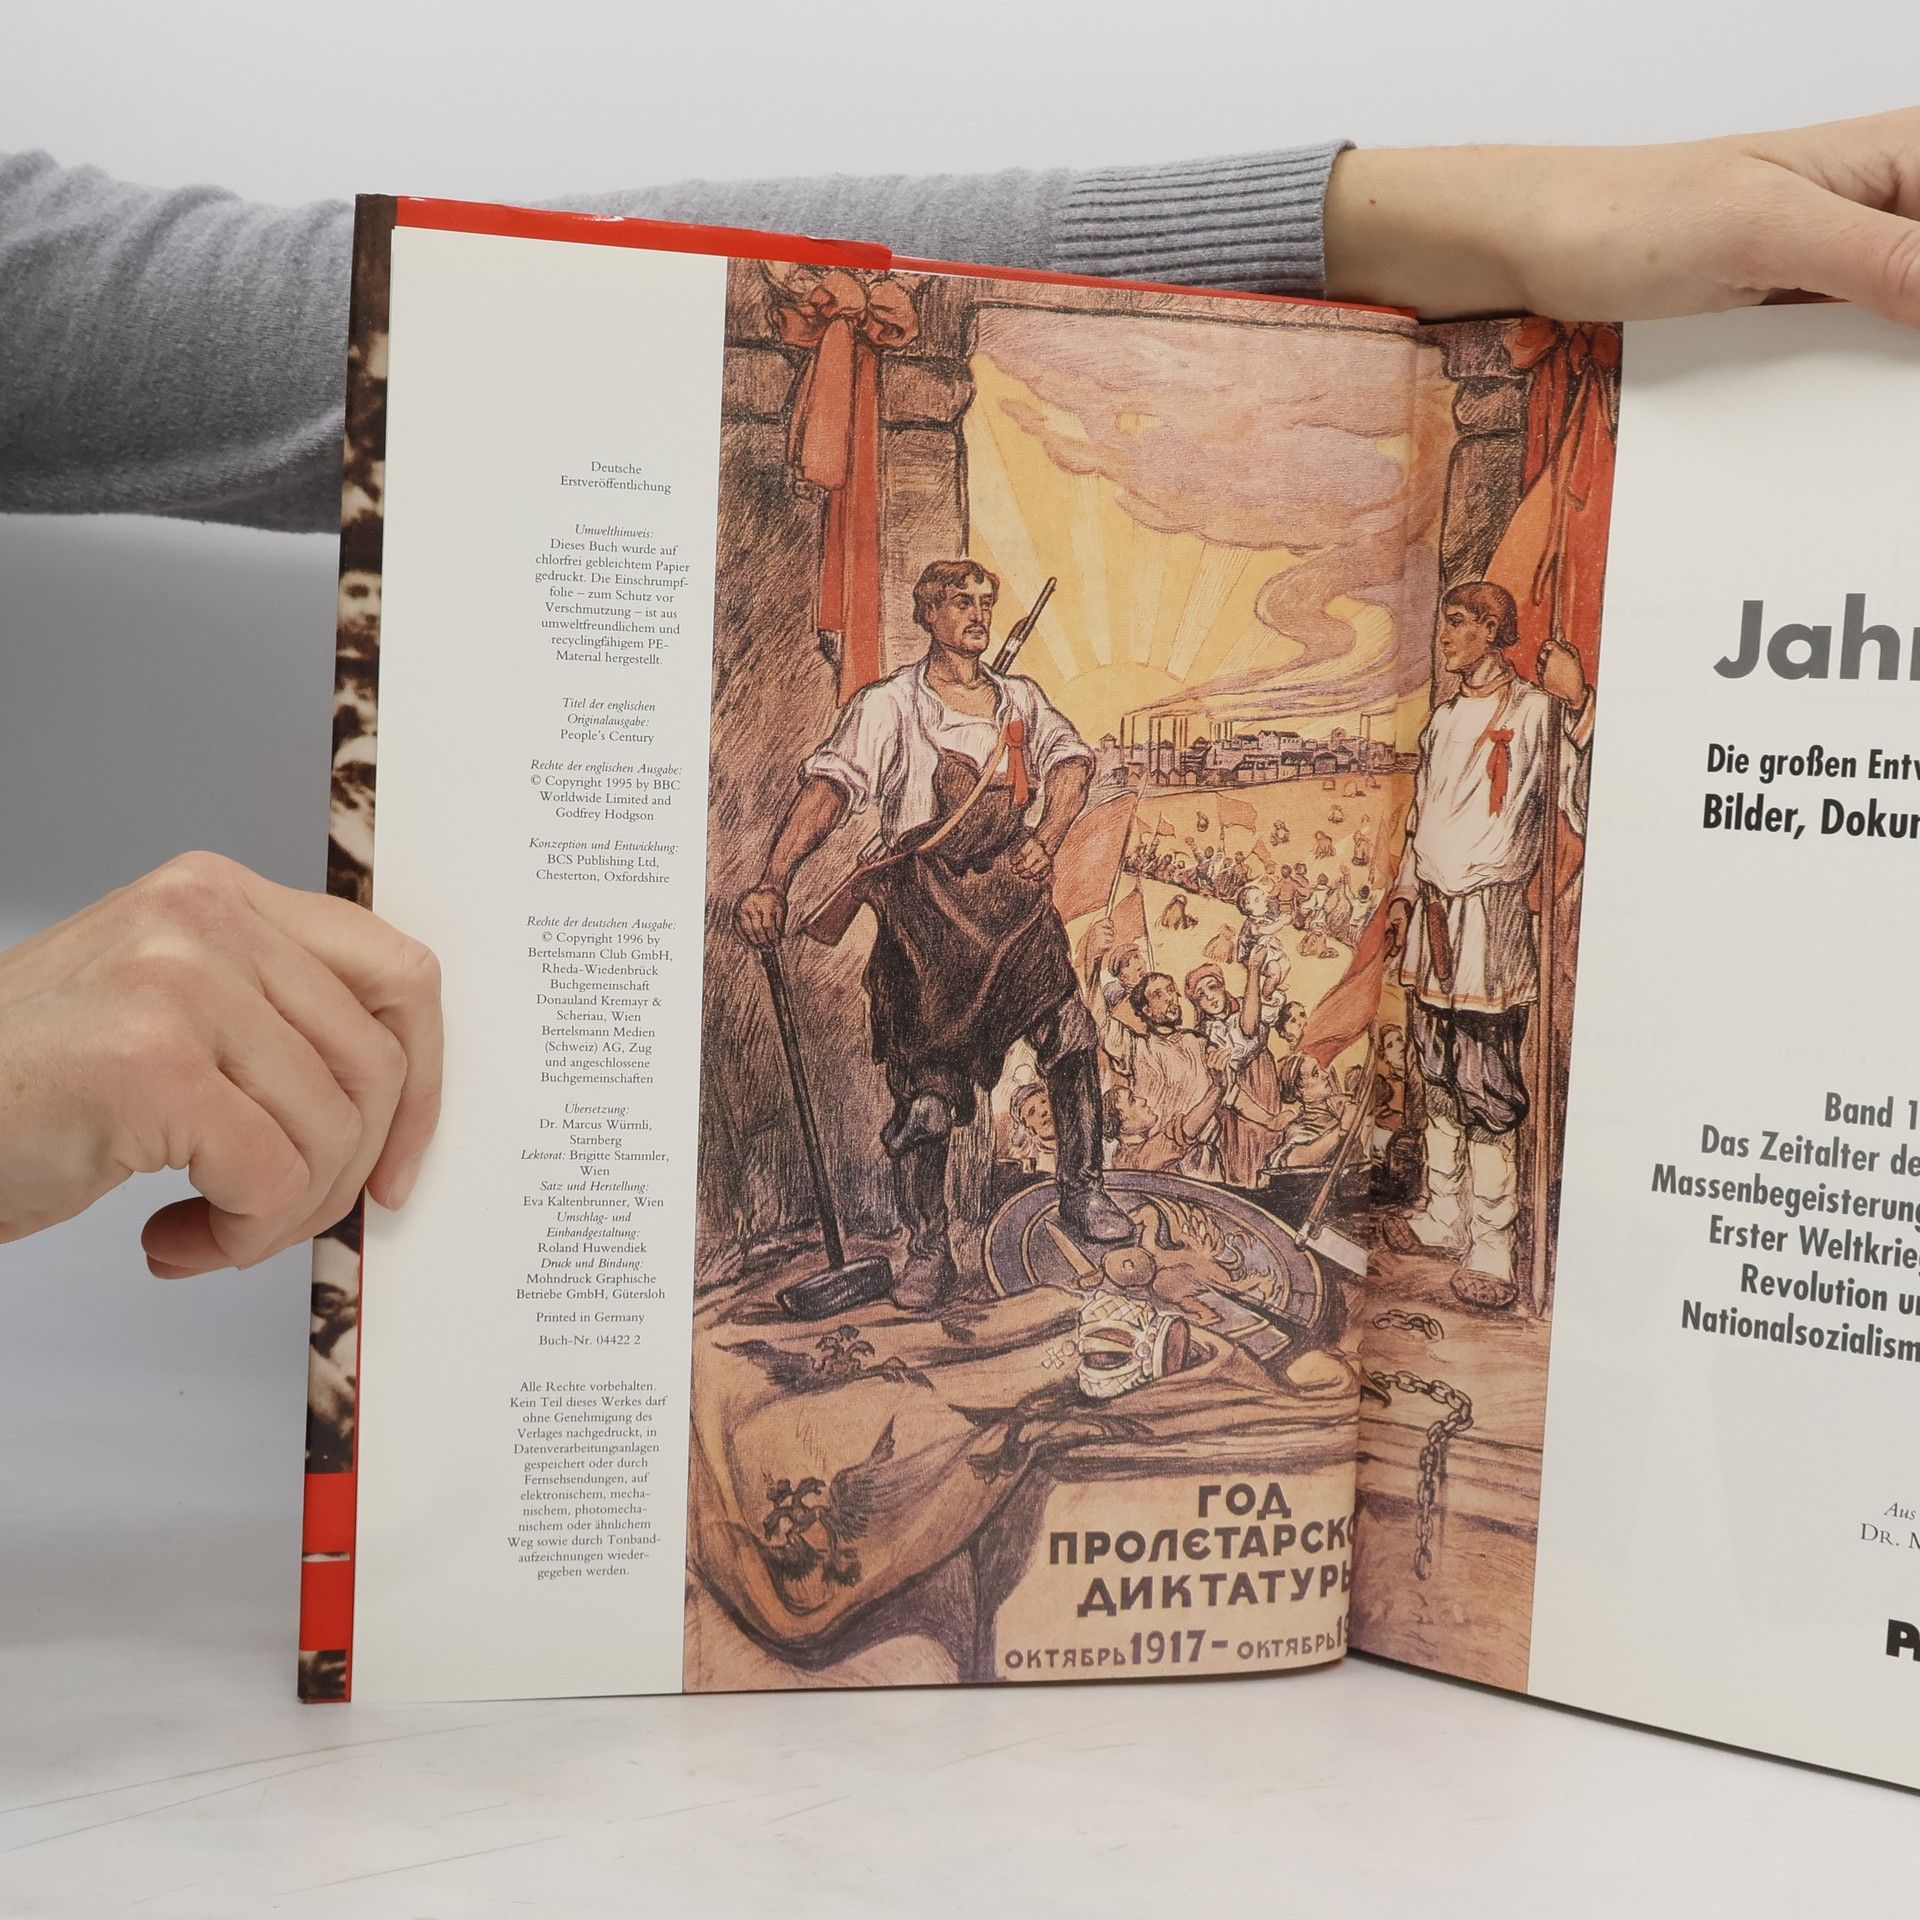 Deutsche
Erstveröffentlichung
Umwelthinweis:
Dieses Buch wurde auf
chlorfrei gebleichtem Papier
gedruckt. Die Einschrumpf-
folie – zum Schutz vor
Verschmutzung – ist aus
umweltfreundlichem und
recyclingfähigem PE-
Material hergestellt.
Titel der englischen
Originalausgabe:
People's Century
Rechte der englischen Ausgabe:
© Copyright 1995 by BBC
Worldwide Limited and
Godfrey Hodgson
Konzeption und Entwicklung:
BCS Publishing Ltd,
Chesterton, Oxfordshire
Rechte der deutschen Ausgabe:
© Copyright 1996 by
Bertelsmann Club GmbH,
Rheda-Wiedenbrück
Buchgemeinschaft
Donauland Kremayr &
Scheriau, Wien
Bertelsmann Medien
(Schweiz) AG, Zug
und angeschlossene
Buchgemeinschaften
Übersetzung:
Dr. Marcus Würmli,
Starnberg
Lektorat: Brigitte Stammler,
Wien
Satz und Herstellung:
Eva Kaltenbrunner, Wien
Umschlag- und
Einbandgestaltung:
Roland Huwendiek
Druck und Bindung:
Mohndruck Graphische
Betriebe GmbH, Gütersloh
Printed in Germany
Buch-Nr. 04422 2
Alle Rechte vorbehalten.
Kein Teil dieses Werkes darf
ohne Genehmigung des
Verlages nachgedruckt, in
Datenverarbeitungsanlagen
gespeichert oder durch
Fernsehsendungen, auf
elektronischem, mecha-
nischem, photomecha-
nischem oder ähnlichem
Weg sowie durch Tonband-
aufzeichnungen wieder-
gegeben werden.
ГОД
ПРОЛЄТАРСКО
ДИКТАТУРЫ
ОКТЯБРЬ 1917 - ОКТЯБРЬ 1
Jahr
Die großen Entw
Bilder, Dokum
Band 1
Das Zeitalter de
Massenbegeisterung
Erster Weltkrieg
Revolution un
Nationalsozialism
Aus
DR. M